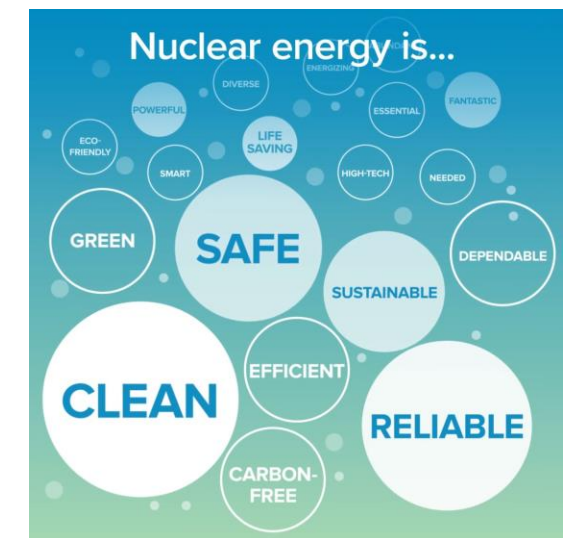 Nuclear energy is...
ENERGIZING
DIVERSE
POWERFUL
ESSENTIAL
FANTASTIC
ECO-
FRIENDLY
LIFE
SAVING
SMART
HIGH-TECH
NEEDED
GREEN
SAFE
DEPENDABLE
SUSTAINABLE
EFFICIENT
CLEAN
RELIABLE
CARBON-
FREE